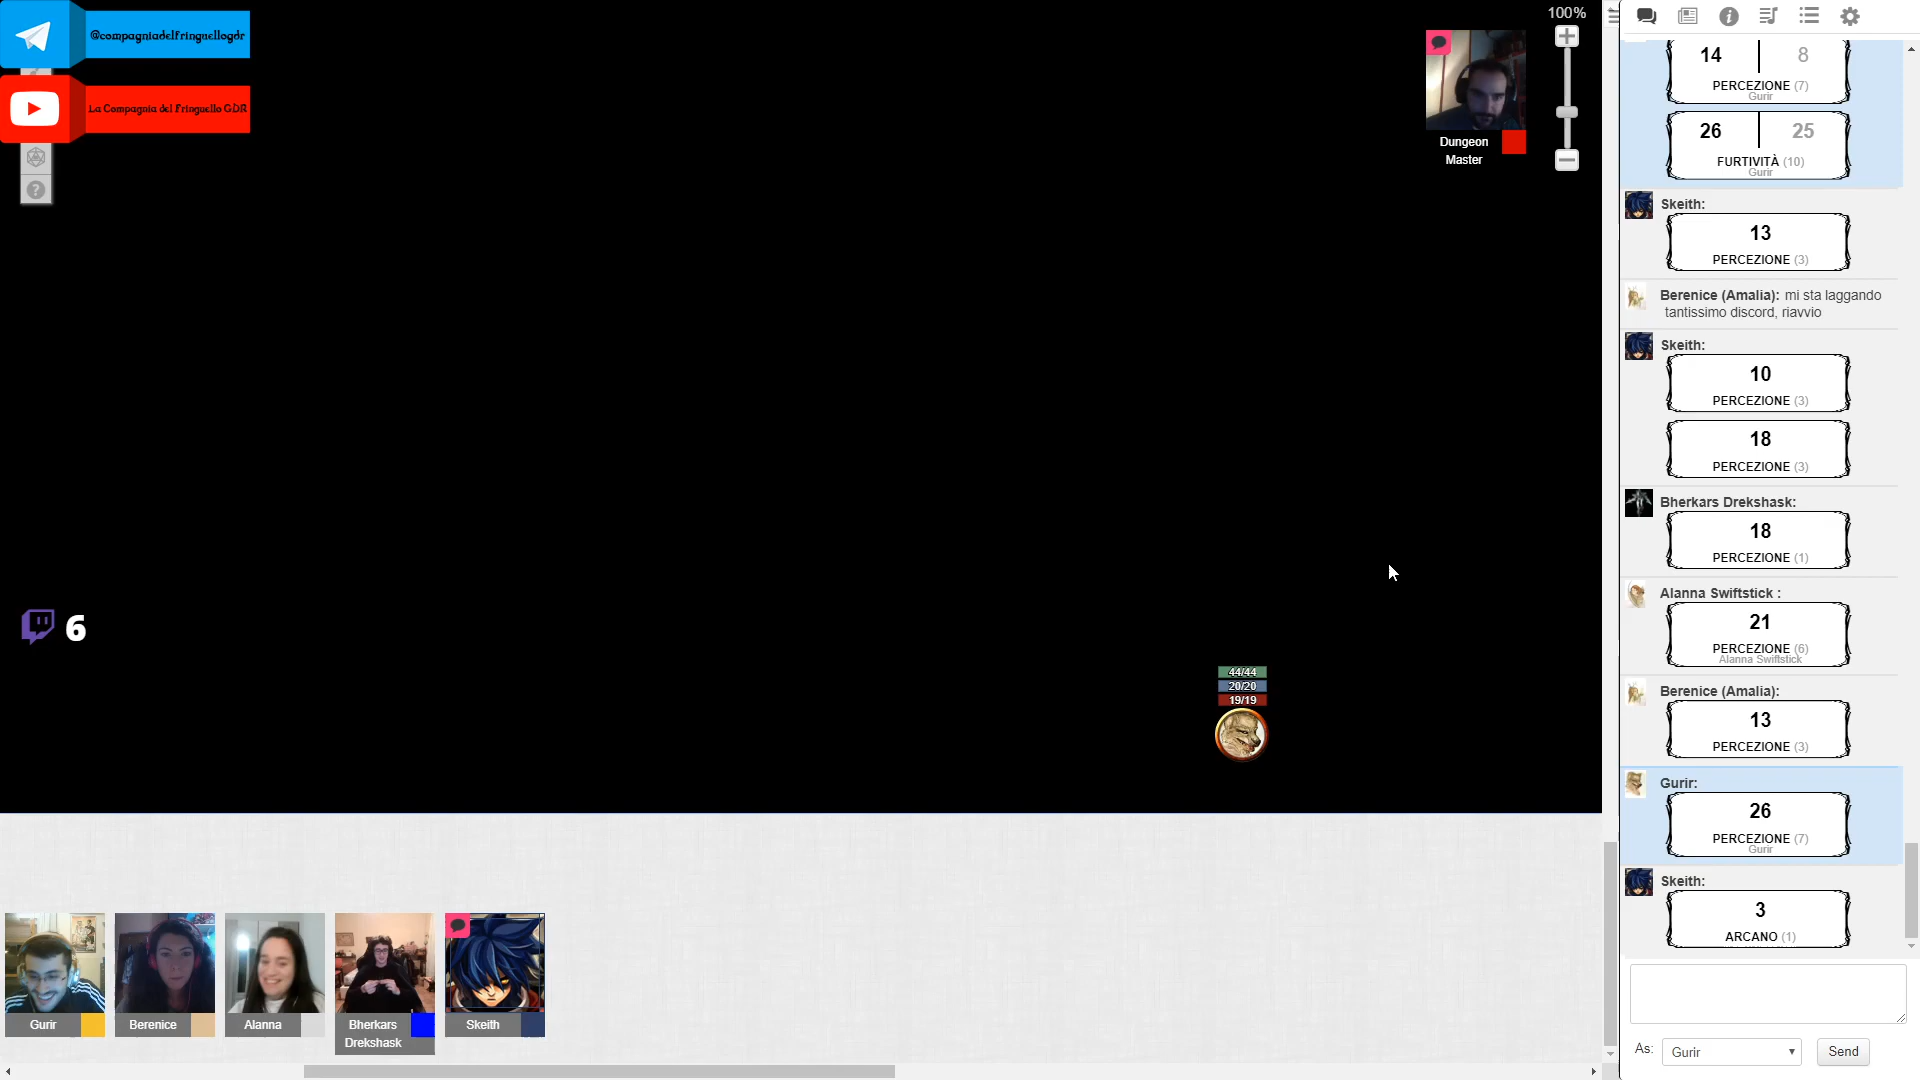 @compagniadelfringuellogdr
La Compagnia del Fringuello GDR
100%
Dungeon
Master
6
44/44
20/20
19/19
Gurir
Berenice
Alanna
Bherkars
Drekshask
Skeith
14
8
PERCEZIONE (7)
Gurir
26
25
FURTIVITÀ (10)
Gurir
Skeith:
13
PERCEZIONE (3)
Berenice (Amalia): mi sta laggando
tantissimo discord, riavvio
Skeith:
10
PERCEZIONE (3)
18
PERCEZIONE (3)
Bherkars Drekshask:
18
PERCEZIONE (1)
Alanna Swiftstick :
21
PERCEZIONE (6)
Alanna Swiftstick
Berenice (Amalia):
13
PERCEZIONE (3)
Gurir:
26
PERCEZIONE (7)
Gurir
Skeith:
3
ARCANO (1)
As:
Gurir
Send